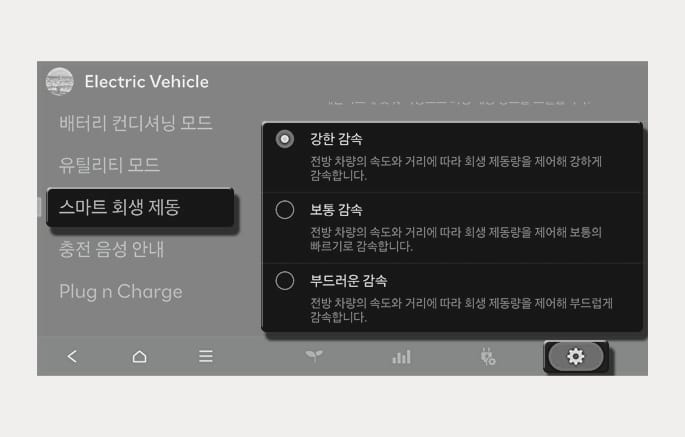 Electric Vehicle
배터리 컨디셔닝 모드
유틸리티 모드
스마트 회생 제동
충전 음성 안내
Plug n Charge
강한 감속
전방 차량의 속도와 거리에 따라 회생 제동량을 제어해 강하게
감속합니다.
보통 감속
전방 차량의 속도와 거리에 따라 회생 제동량을 제어해 보통의
빠르기로 감속합니다.
부드러운 감속
전방 차량의 속도와 거리에 따라 회생 제동량을 제어해 부드럽게
감속합니다.